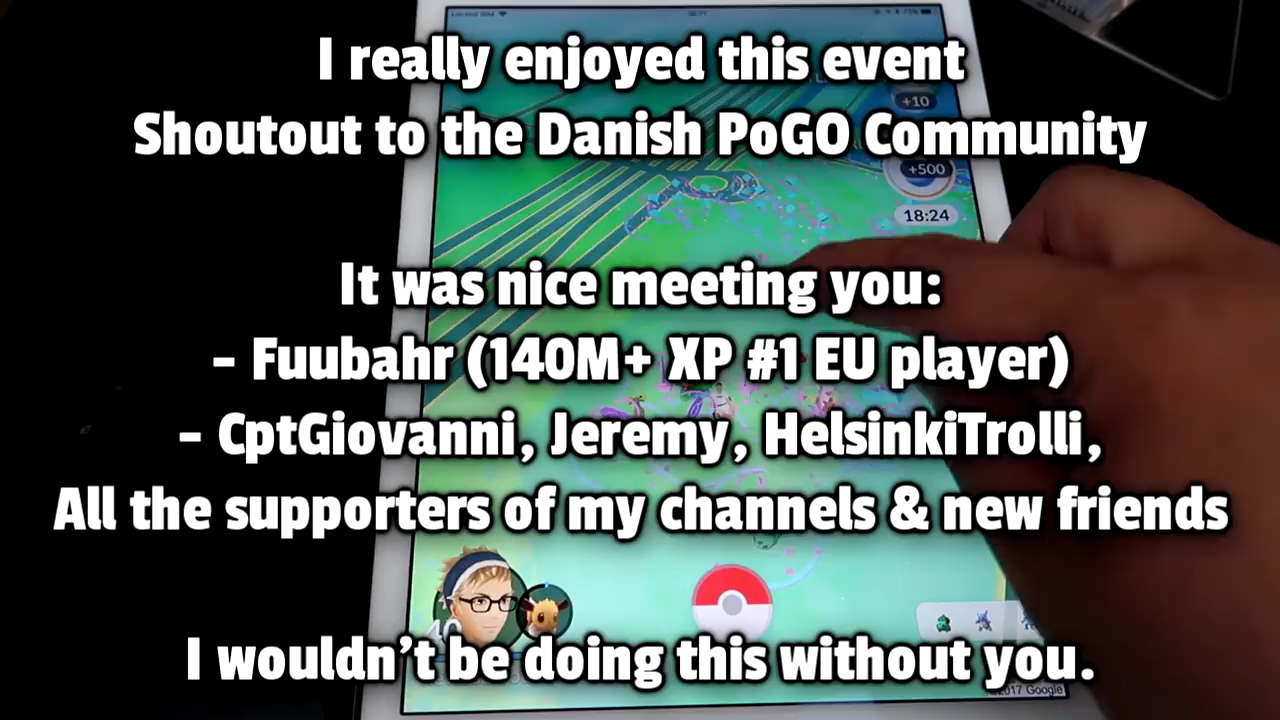 I really enjoyed this event
+10
Shoutout to the Danish PoGO Community
+500
18:24
It was nice meeting you:
- Fuubahr (140M+ XP #1 EU player)
- CptGiovanni, Jeremy, HelsinkiTrolli,
All the supporters of my channels & new friends
I wouldn't be doing this without you.
2017 Google